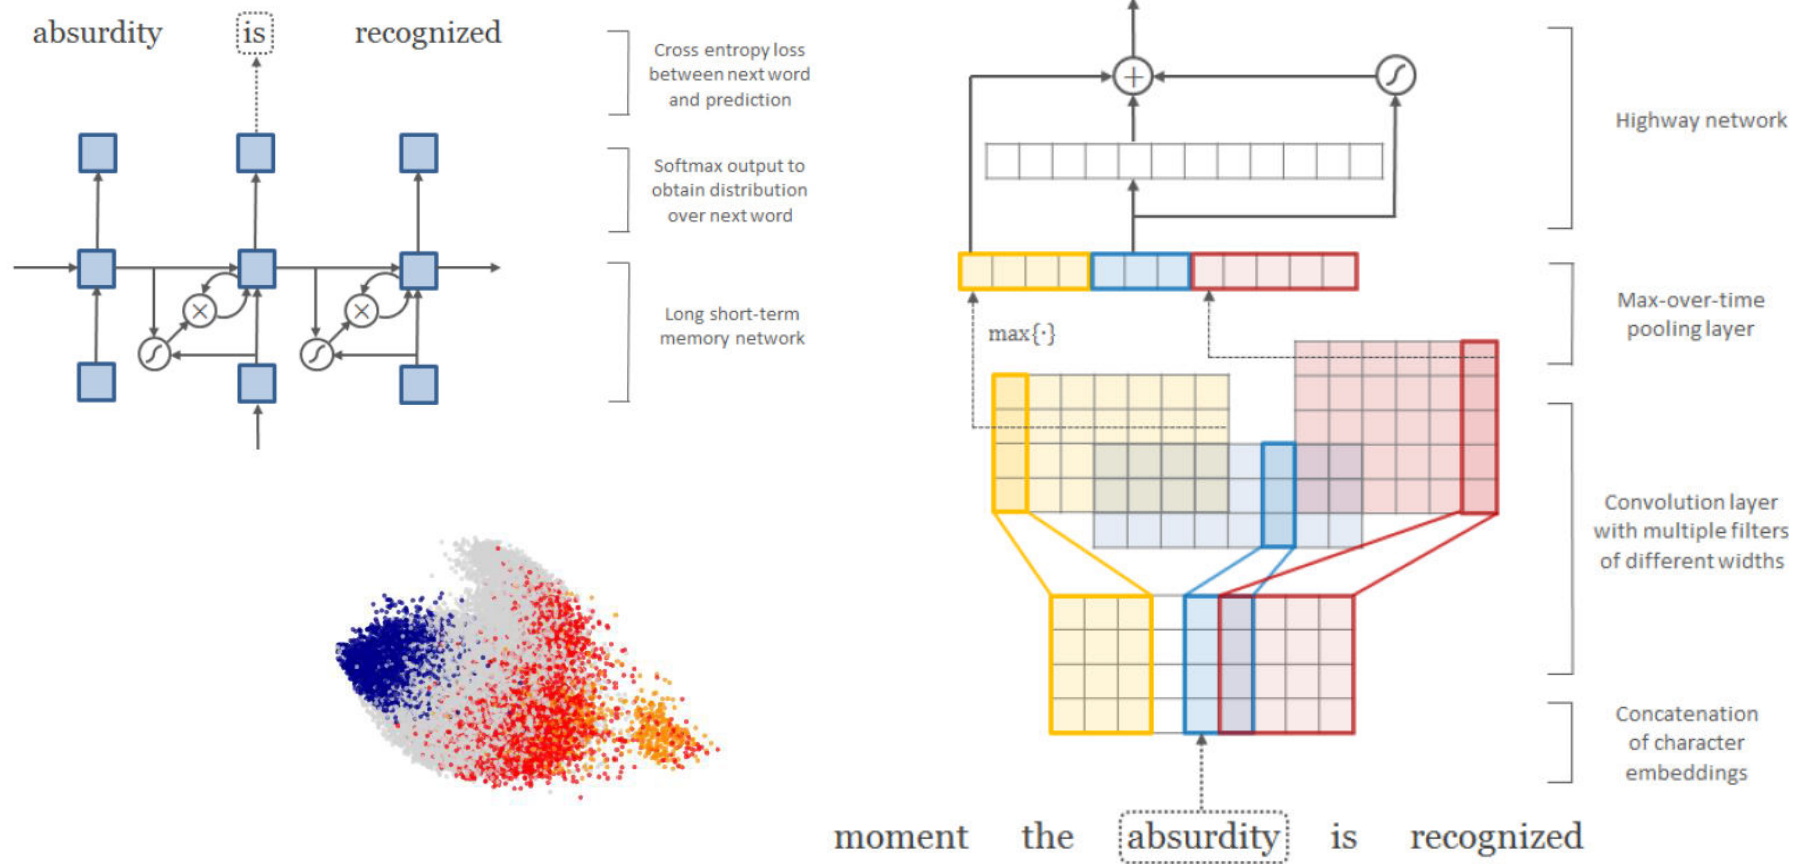 absurdity is recognized
Cross entropy loss
between next word
and prediction
Softmax output to
obtain distribution
over next word
Long short-term
memory network
Highway network
Max-over-time
pooling layer
max{·}
Convolution layer
with multiple filters
of different widths
Concatenation
of character
embeddings
moment the absurdity is recognized